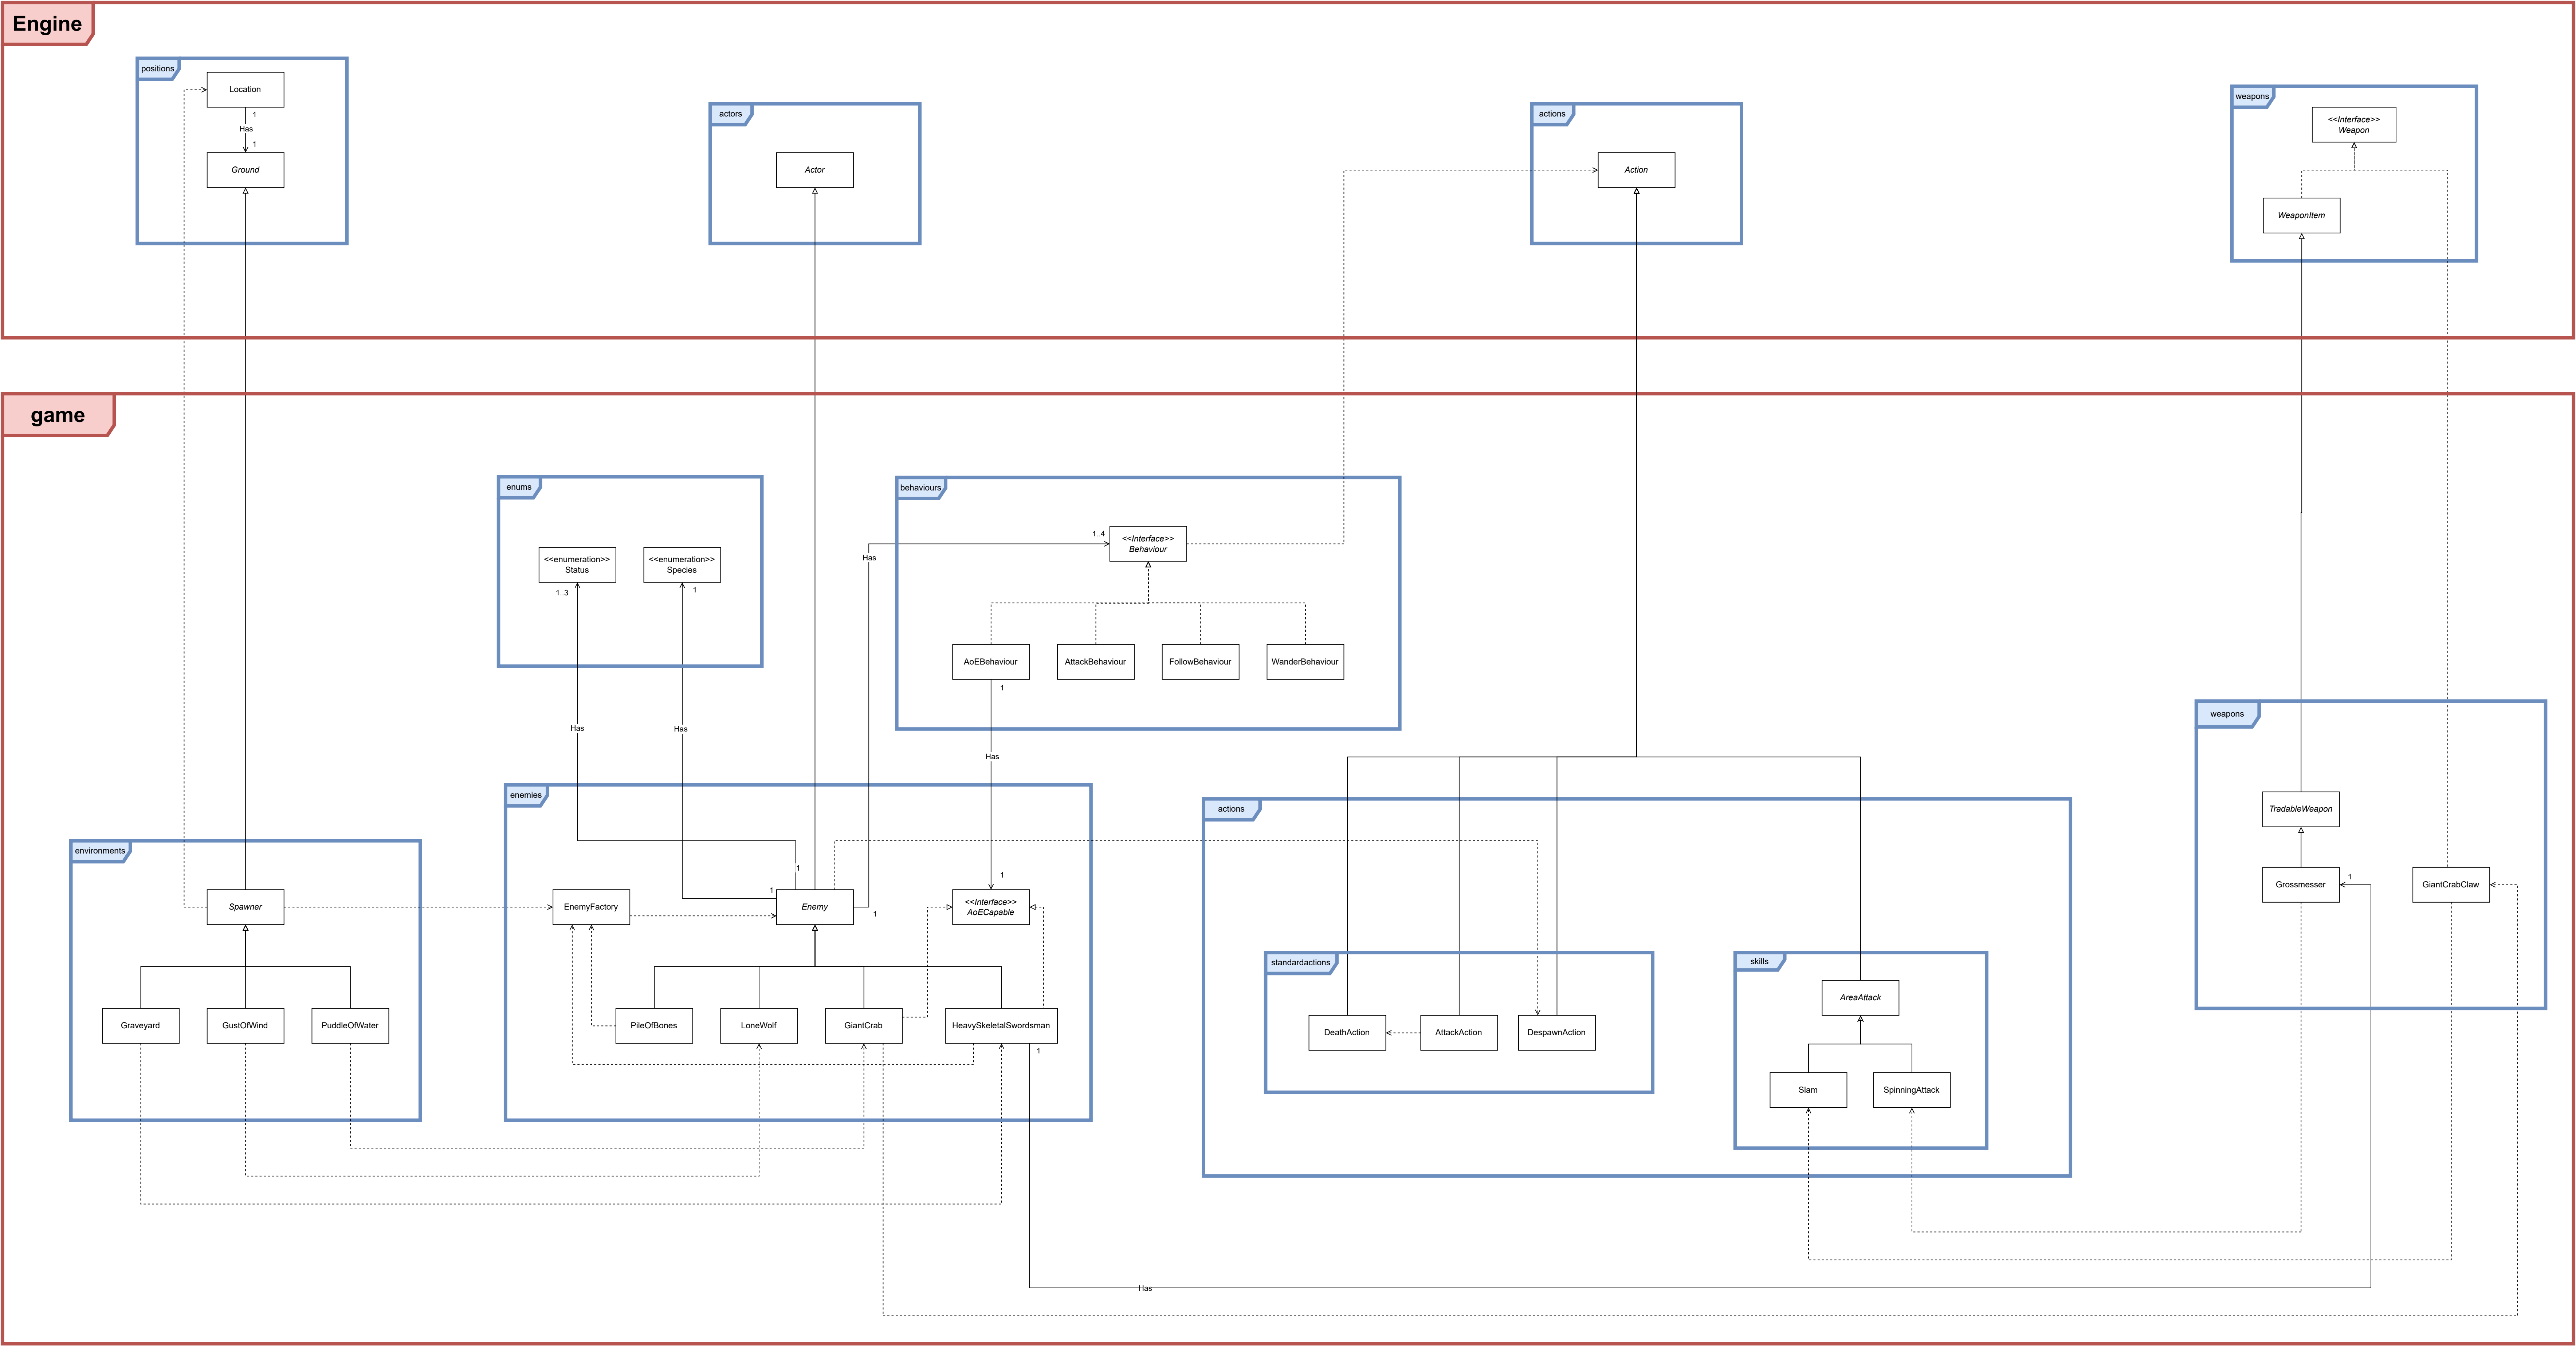 Engine
positions
Location
1
Has
1
Ground
actors
Actor
actions
Action
weapons
<<Interface>>
Weapon
WeaponItem
game
enums
<<enumeration>>
Status
1..3
<<enumeration>>
Species
1
behaviours
1..4
<<Interface>>
Behaviour
Has
AoEBehaviour
AttackBehaviour
FollowBehaviour
WanderBehaviour
1
Has
Has
Has
weapons
TradableWeapon
Grossmesser
1
GiantCrabClaw
environments
Spawner
Graveyard
GustOfWind
PuddleOfWater
enemies
1
1
EnemyFactory
Enemy
1
1
<<Interface>>
AoECapable
PileOfBones
LoneWolf
GiantCrab
HeavySkeletalSwordsman
1
actions
standardactions
DeathAction
AttackAction
DespawnAction
skills
AreaAttack
Slam
SpinningAttack
Has